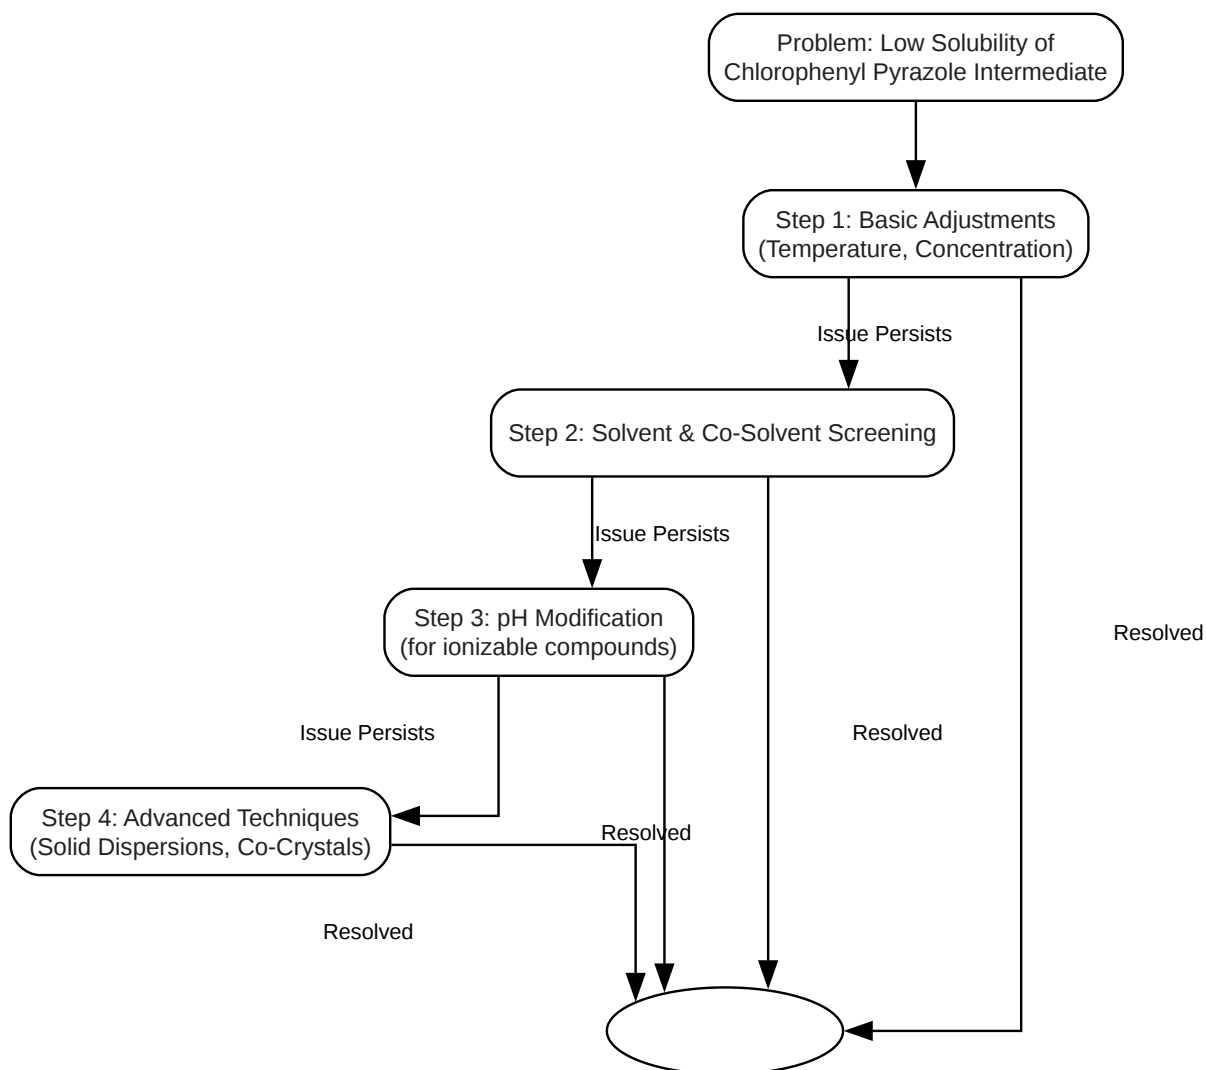 Problem: Low Solubility of
Chlorophenyl Pyrazole Intermediate
Step 1: Basic Adjustments
(Temperature, Concentration)
Issue Persists
Step 2: Solvent & Co-Solvent Screening
Issue Persists
Step 3: pH Modification
(for ionizable compounds)
Resolved
Issue Persists
Resolved
Step 4: Advanced Techniques
(Solid Dispersions, Co-Crystals)
Resolved
Resolved